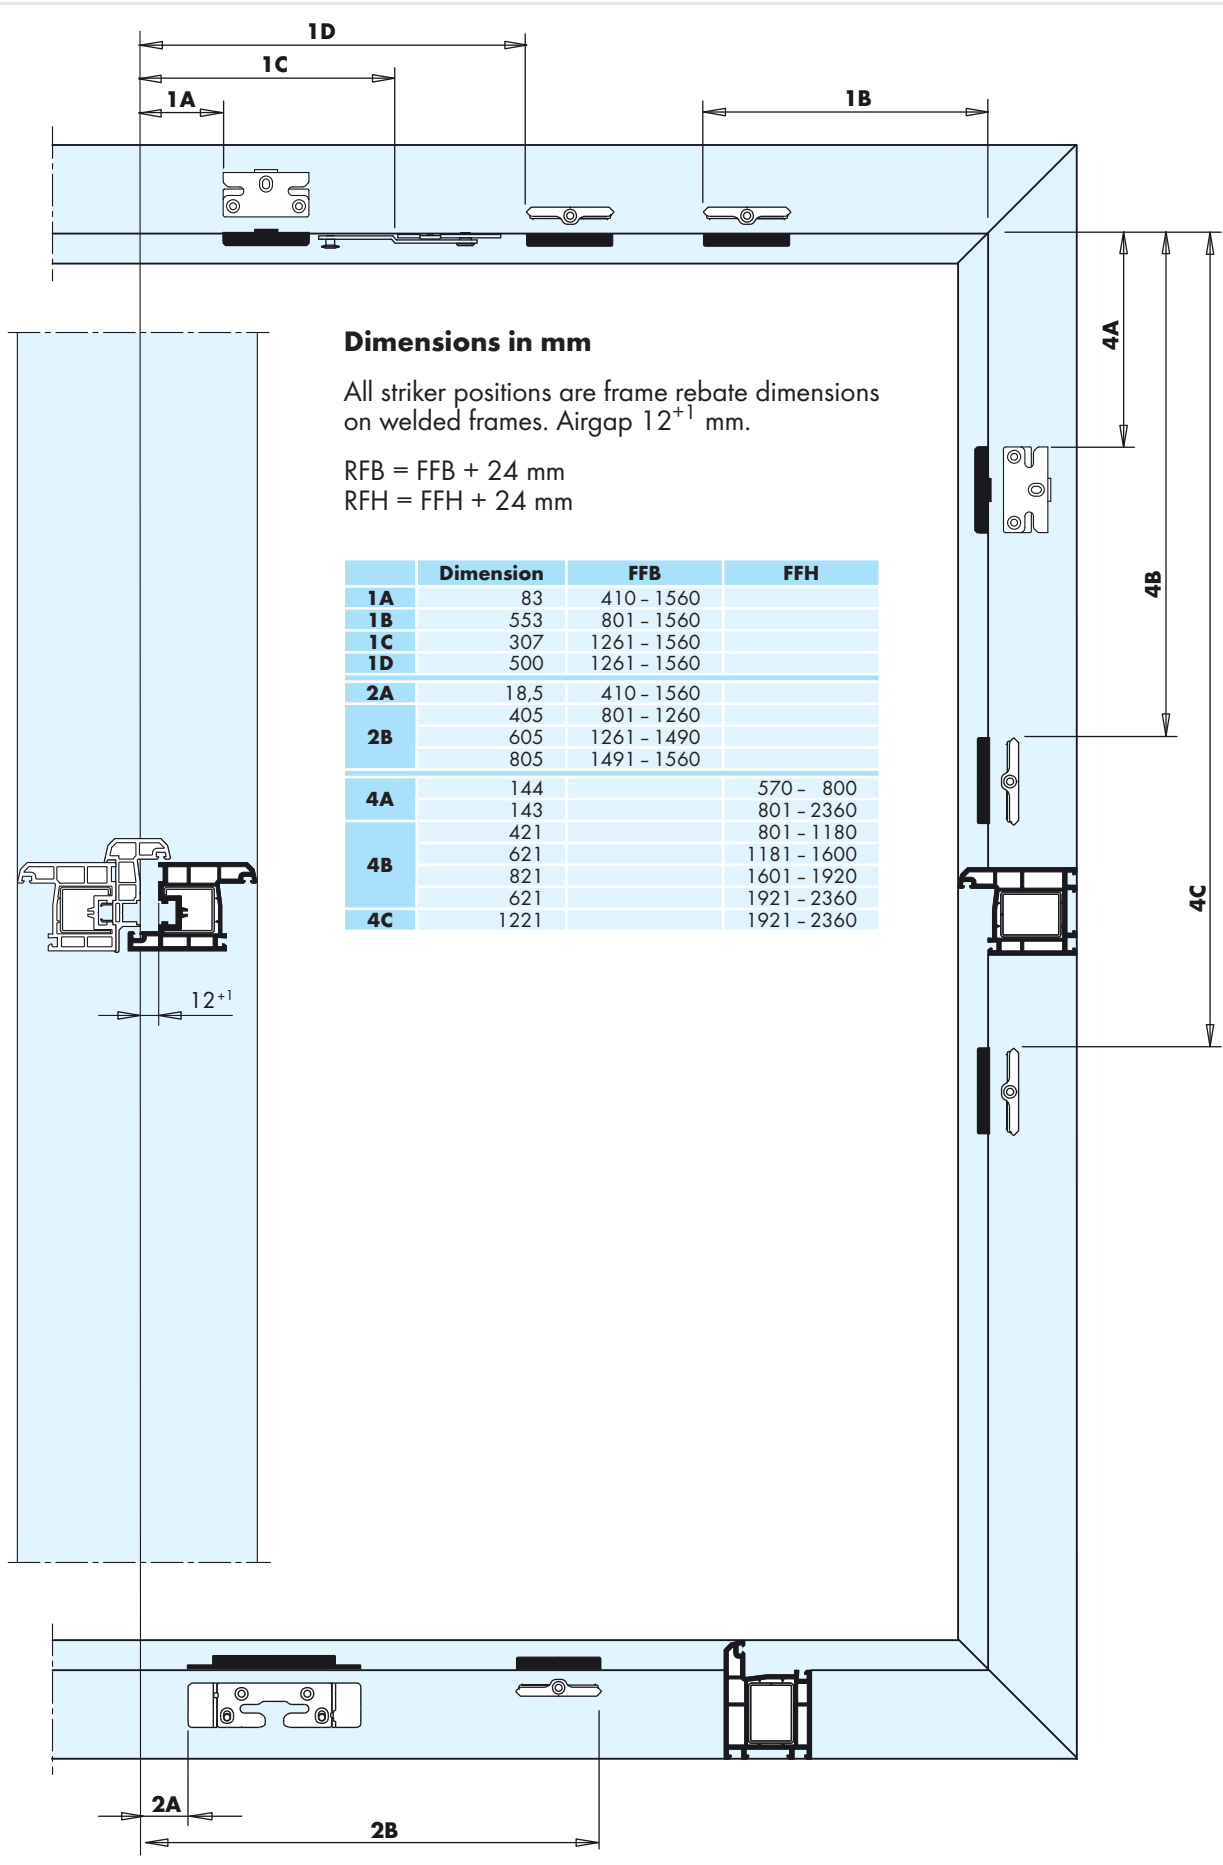 1D
1C
1A
1B
Dimensions in mm
All striker positions are frame rebate dimensions
on welded frames. Airgap 12+1 mm.
RFB = FFB + 24 mm
RFH = FFH + 24 mm
Dimension FFB FFH
1A 83 410 – 1560
1B 553 801 – 1560
1C 307 1261 – 1560
1D 500 1261 – 1560
2A 18,5 410 – 1560
2B
405 801 – 1260
605 1261 – 1490
805 1491 – 1560
4A
144 570 – 800
143 801 – 2360
4B
421 801 – 1180
621 1181 – 1600
821 1601 – 1920
621 1921 – 2360
4C 1221 1921 – 2360
4A
4B
4C
12+1
2A
2B